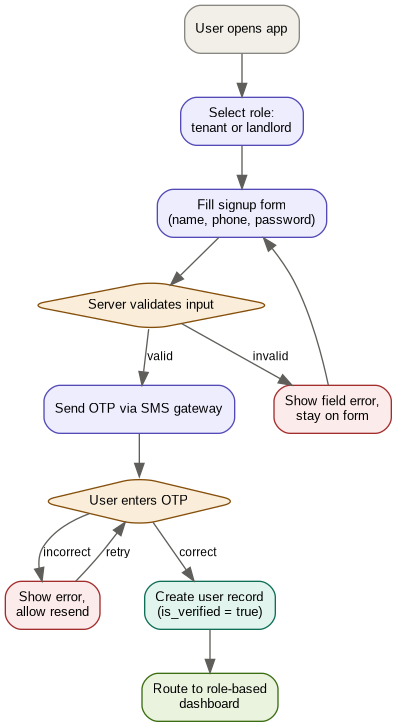 User opens app
Select role:
tenant or landlord
Fill signup form
(name, phone, password)
Server validates input
valid
invalid
Send OTP via SMS gateway
Show field error,
stay on form
User enters OTP
incorrect
retry
correct
Show error,
allow resend
Create user record
(is_verified = true)
Route to role-based
dashboard